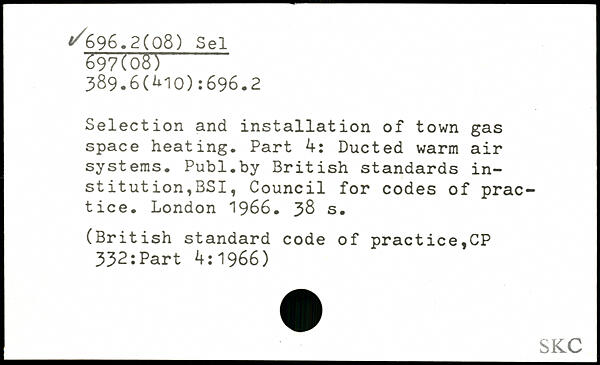 ✓696.2(08) Sel
697(08)
389.6(410):696.2
Selection and installation of town gas
space heating. Part 4: Ducted warm air
systems. Publ.by British standards in-
stitution,BSI, Council for codes of prac-
tice. London 1966. 38 s.
(British standard code of practice,CP
332:Part 4:1966)
SKC